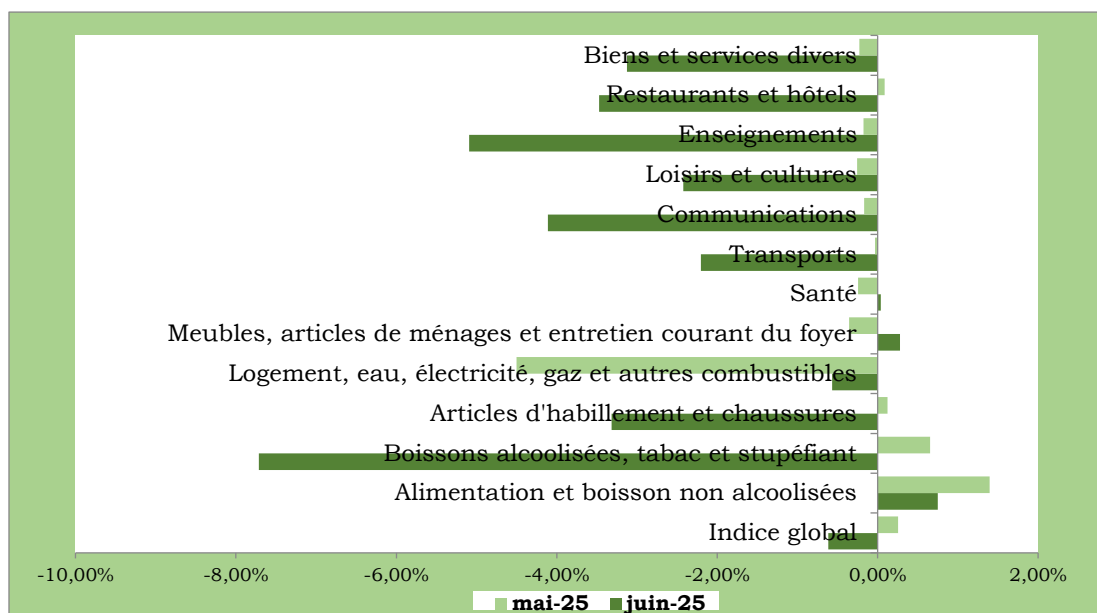 Biens et services divers
Restaurants et hôtels
Enseignements
Loisirs et cultures
Communications
Transports
Santé
Meubles, articles de ménages et entretien courant du foyer
Logement, eau, électricité, gaz et autres combustibles
Articles d'habillement et chaussures
Boissons alcoolisées, tabac et stupéfiant
Alimentation et boisson non alcoolisées
Indice global
-10,00% -8,00% -6,00% -4,00% -2,00% 0,00% 2,00%
mai-25 juin-25